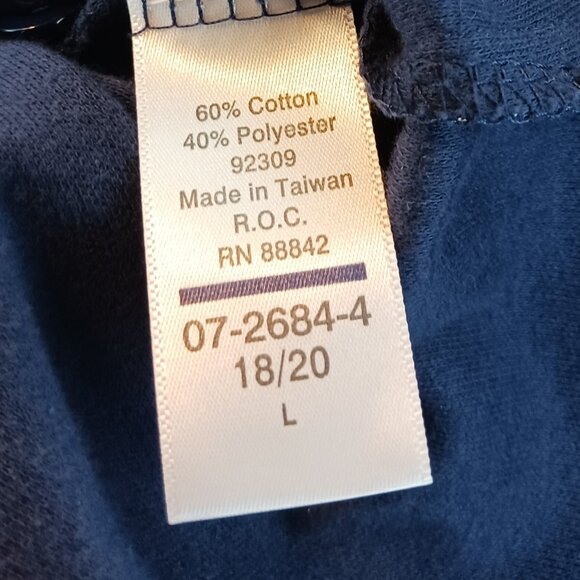 60% Cotton
40% Polyester
92309
Made in Taiwan
R.O.C.
RN 88842
07-2684-4
18/20
L